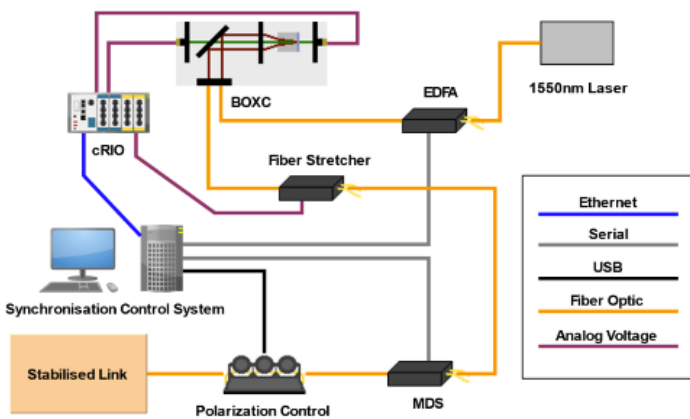 BOXC
EDFA
1550nm Laser
cRIO
Fiber Stretcher
Synchronisation Control System
Stabilised Link
Polarization Control
MDS
Ethernet
Serial
USB
Fiber Optic
Analog Voltage